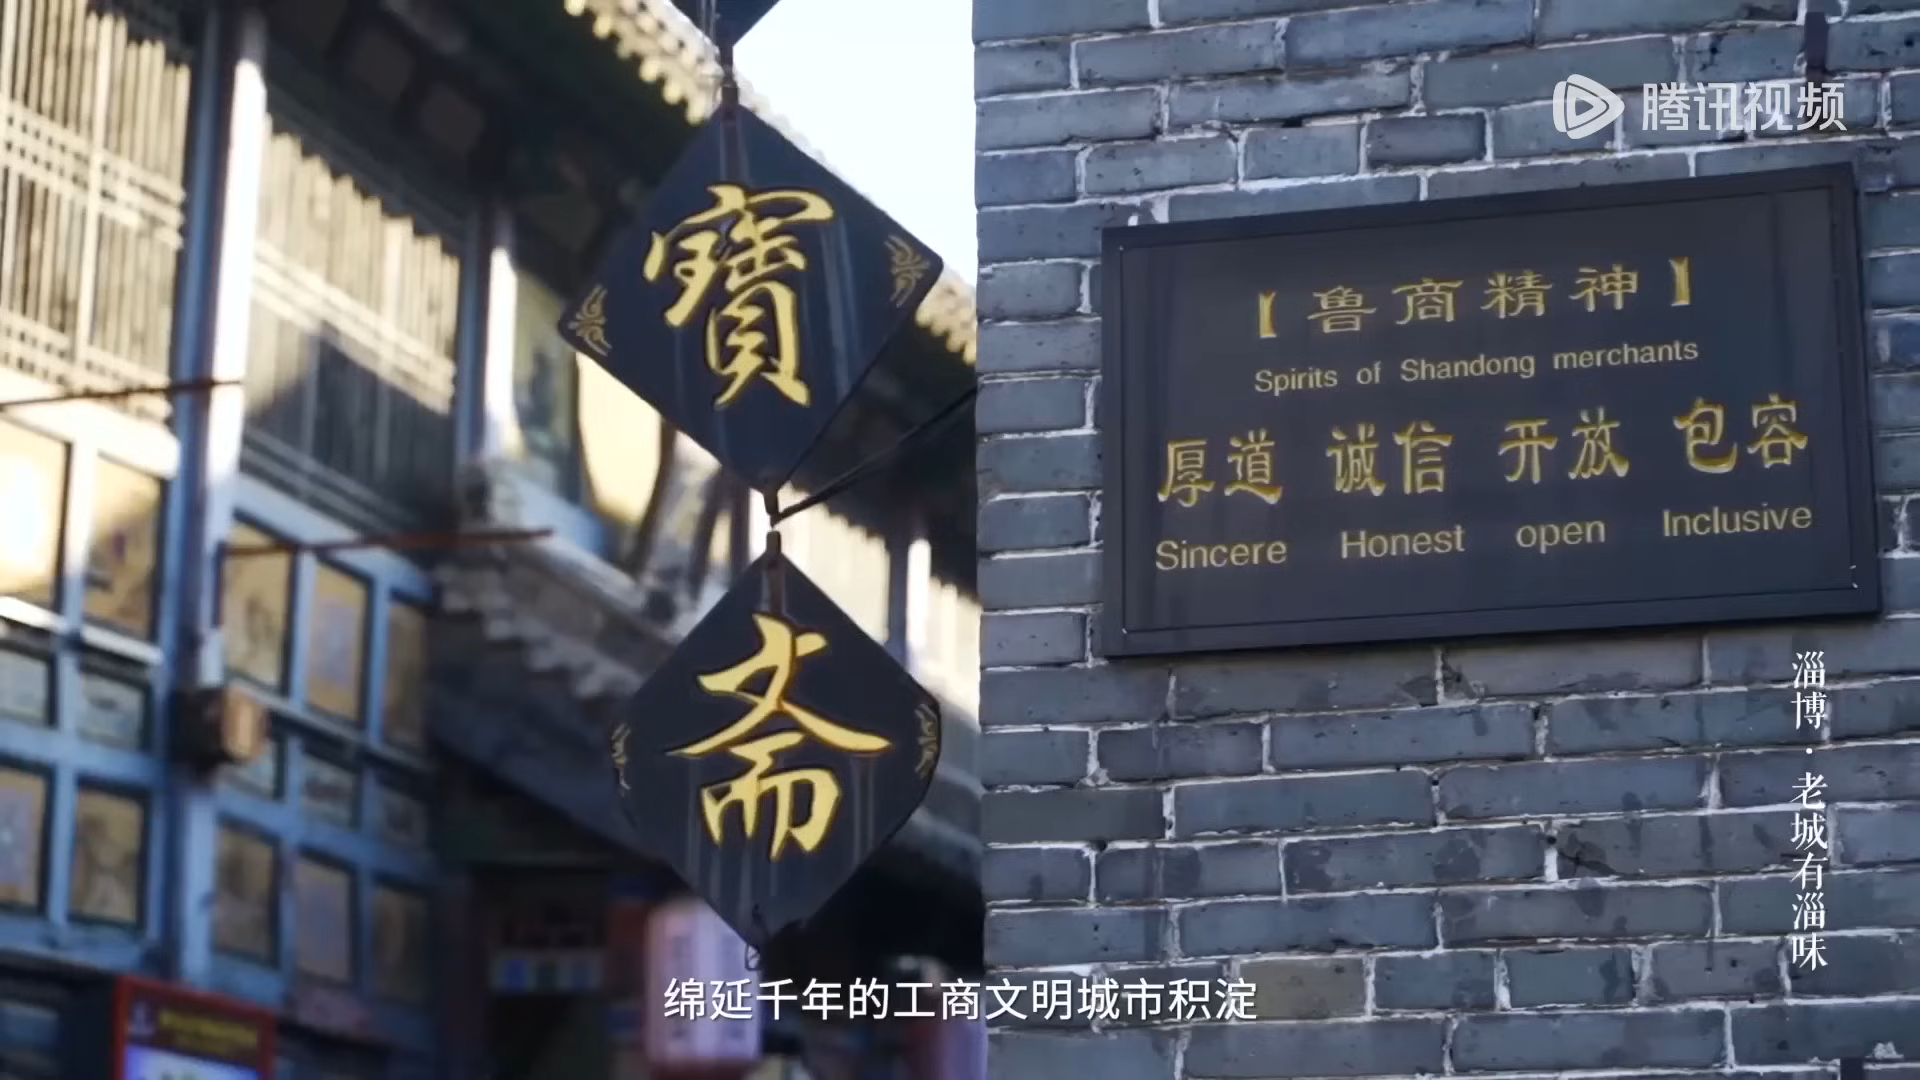 腾讯视频
寶
斋
【鲁商精神】
Spirits of Shandong merchants
厚道 诚信 开放 包容
Sincere Honest open Inclusive
淄博·老城有淄味
绵延千年的工商文明城市积淀